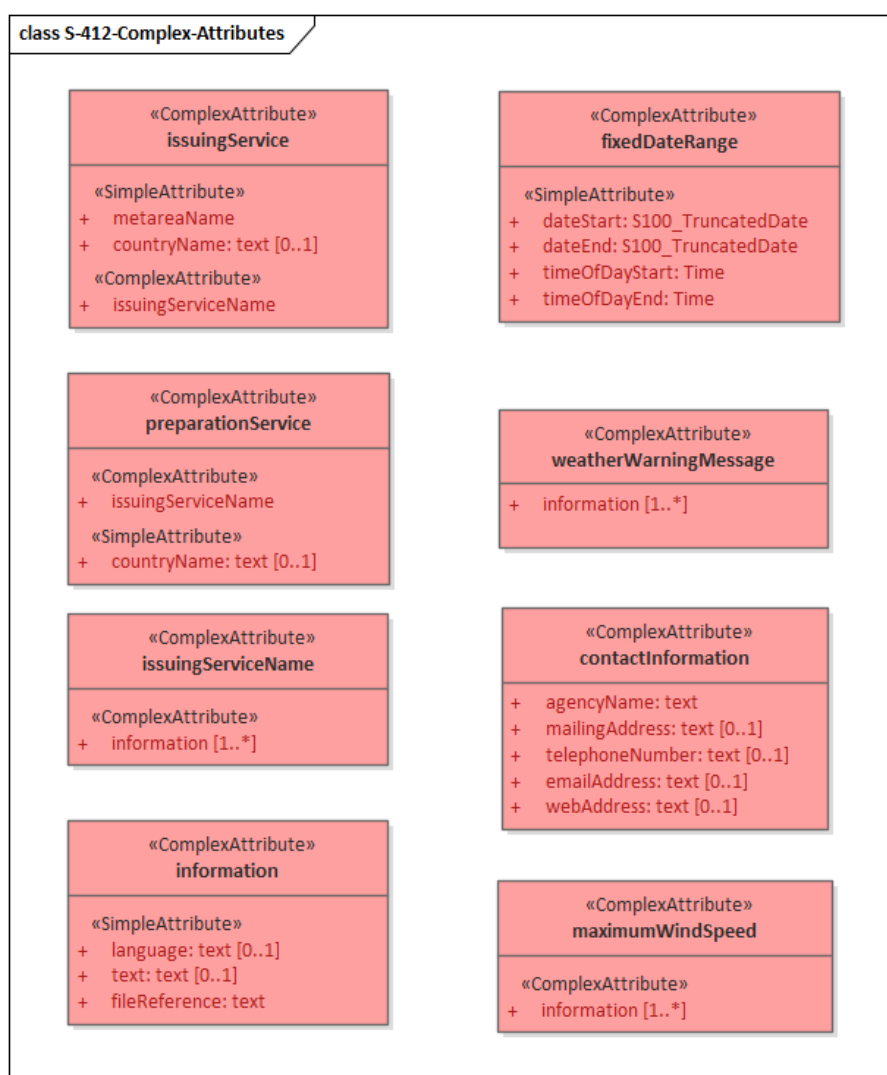 class S-412-Complex-Attributes
«ComplexAttribute»
issuingService
«SimpleAttribute»
+ metareaName
+ countryName: text [0..1]
«ComplexAttribute»
+ issuingServiceName
«ComplexAttribute»
preparationService
«ComplexAttribute»
+ issuingServiceName
«SimpleAttribute»
+ countryName: text [0..1]
«ComplexAttribute»
issuingServiceName
«ComplexAttribute»
+ information [1..*]
«ComplexAttribute»
information
«SimpleAttribute»
+ language: text [0..1]
+ text: text [0..1]
+ fileReference: text
«ComplexAttribute»
fixedDateRange
«SimpleAttribute»
+ dateStart: S100_TruncatedDate
+ dateEnd: S100_TruncatedDate
+ timeOfDayStart: Time
+ timeOfDayEnd: Time
«ComplexAttribute»
weatherWarningMessage
+ information [1..*]
«ComplexAttribute»
contactInformation
+ agencyName: text
+ mailingAddress: text [0..1]
+ telephoneNumber: text [0..1]
+ emailAddress: text [0..1]
+ webAddress: text [0..1]
«ComplexAttribute»
maximumWindSpeed
«ComplexAttribute»
+ information [1..*]